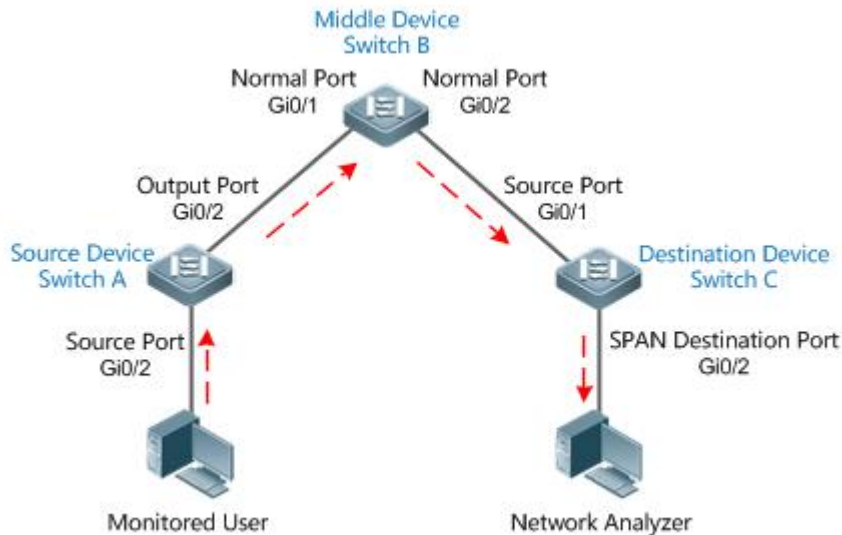 Middle Device
Switch B
Normal Port
Gi0/1
Normal Port
Gi0/2
Output Port
Gi0/2
Source Port
Gi0/1
Source Device
Switch A
Destination Device
Switch C
Source Port
Gi0/2
SPAN Destination Port
Gi0/2
Monitored User
Network Analyzer